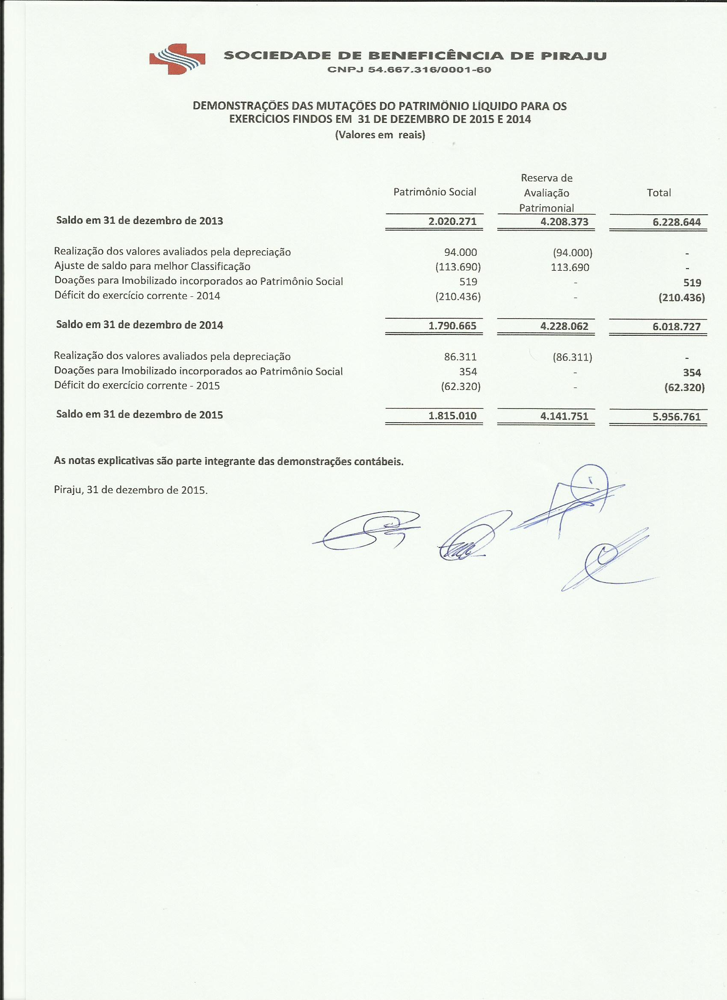 SOCIEDADE DE BENEFICÊNCIA DE PIRAJU
CNPJ 54.667.316/0001-60
DEMONSTRAÇÕES DAS MUTAÇÕES DO PATRIMÔNIO LÍQUIDO PARA OS
EXERCÍCIOS FINDOS EM 31 DE DEZEMBRO DE 2015 E 2014
(Valores em reais)
Patrimônio Social Reserva de Avaliação Patrimonial Total
Saldo em 31 de dezembro de 2013 2.020.271 4.208.373 6.228.644
Realização dos valores avaliados pela depreciação 94.000 (94.000) -
Ajuste de saldo para melhor Classificação (113.690) 113.690 -
Doações para Imobilizado incorporados ao Patrimônio Social 519 - 519
Déficit do exercício corrente - 2014 (210.436) - (210.436)
Saldo em 31 de dezembro de 2014 1.790.665 4.228.062 6.018.727
Realização dos valores avaliados pela depreciação 86.311 (86.311) -
Doações para Imobilizado incorporados ao Patrimônio Social 354 - 354
Déficit do exercício corrente - 2015 (62.320) - (62.320)
Saldo em 31 de dezembro de 2015 1.815.010 4.141.751 5.956.761
As notas explicativas são parte integrante das demonstrações contábeis.
Piraju, 31 de dezembro de 2015.